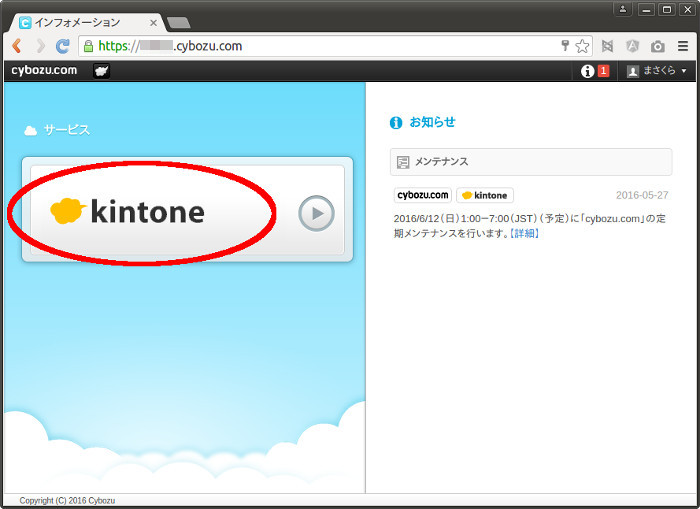 インフォメーション
https://
.cybozu.com
cybozu.com
1
まさくら
サービス
kintone
お知らせ
メンテナンス
cybozu.com kintone 2016-05-27
2016/6/12（日）1:00ー7:00（JST）（予定）に「cybozu.com」の定
期メンテナンスを行います。【詳細】
Copyright (C) 2016 Cybozu